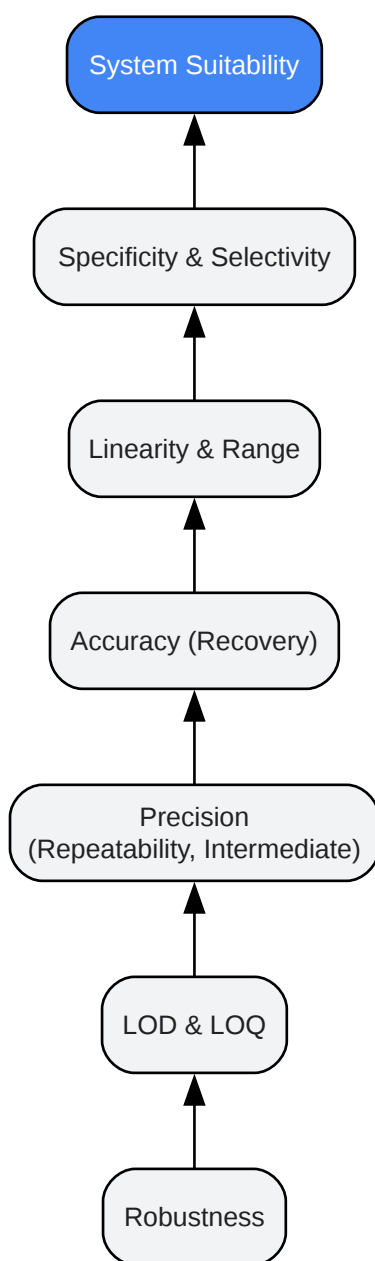 System Suitability
Specificity & Selectivity
Linearity & Range
Accuracy (Recovery)
Precision
(Repeatability, Intermediate)
LOD & LOQ
Robustness